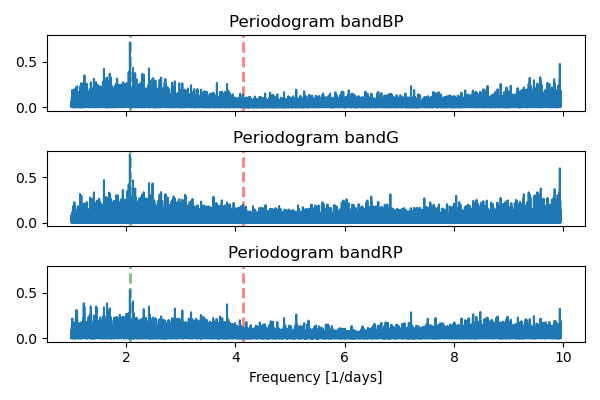 Periodogram bandBP
0.5
0.0
Periodogram bandG
0.5
0.0
Periodogram bandRP
0.5
0.0
2 4 6 8 10
Frequency [1/days]